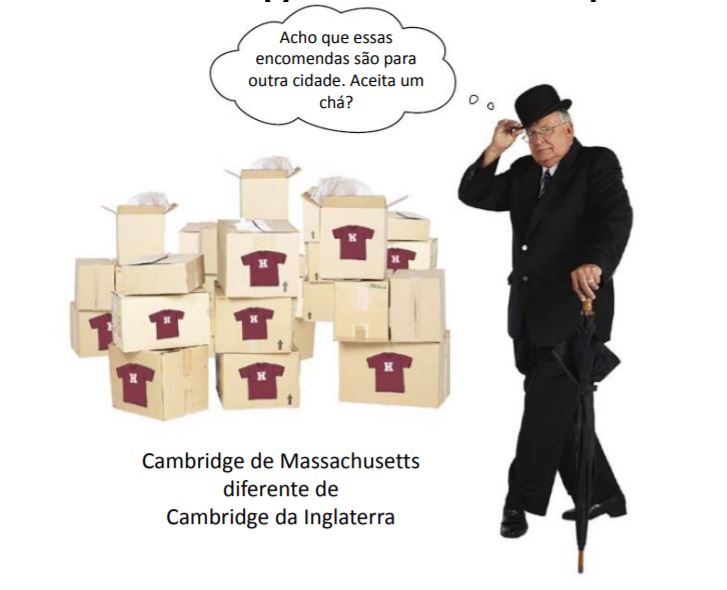 Acho que essas
encomendas são para
outra cidade. Aceita um
chá?
H
H
H
H
H
H
H
H
H
Cambridge de Massachusetts
diferente de
Cambridge da Inglaterra